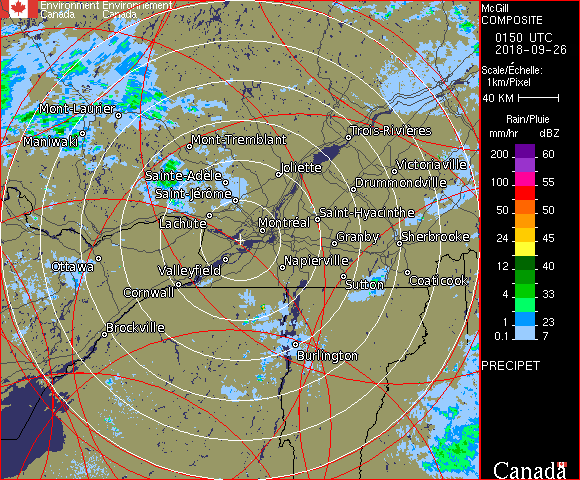 Environment Environnement
Canada Canada
McGill
COMPOSITE
0150 UTC
2018-09-26
Scale/Échelle:
1km/Pixel
40 KM
Rain/Pluie
mm/hr dBZ
200 60
100 55
50 50
24 45
12 40
4 33
1 23
0.1 7
PRECIPET
Canada
Mont-Laurier
Maniwaki
Mont-Tremblant
Trois-Rivières
Sainte-Adèle
Joliette
Victoriaville
Saint-Jérôme
Drummondville
Lachute
Montréal
Saint-Hyacinthe
Granby
Sherbrooke
Ottawa
Valleyfield
Napierville
Cornwall
Sutton
Coaticook
Brockville
Burlington